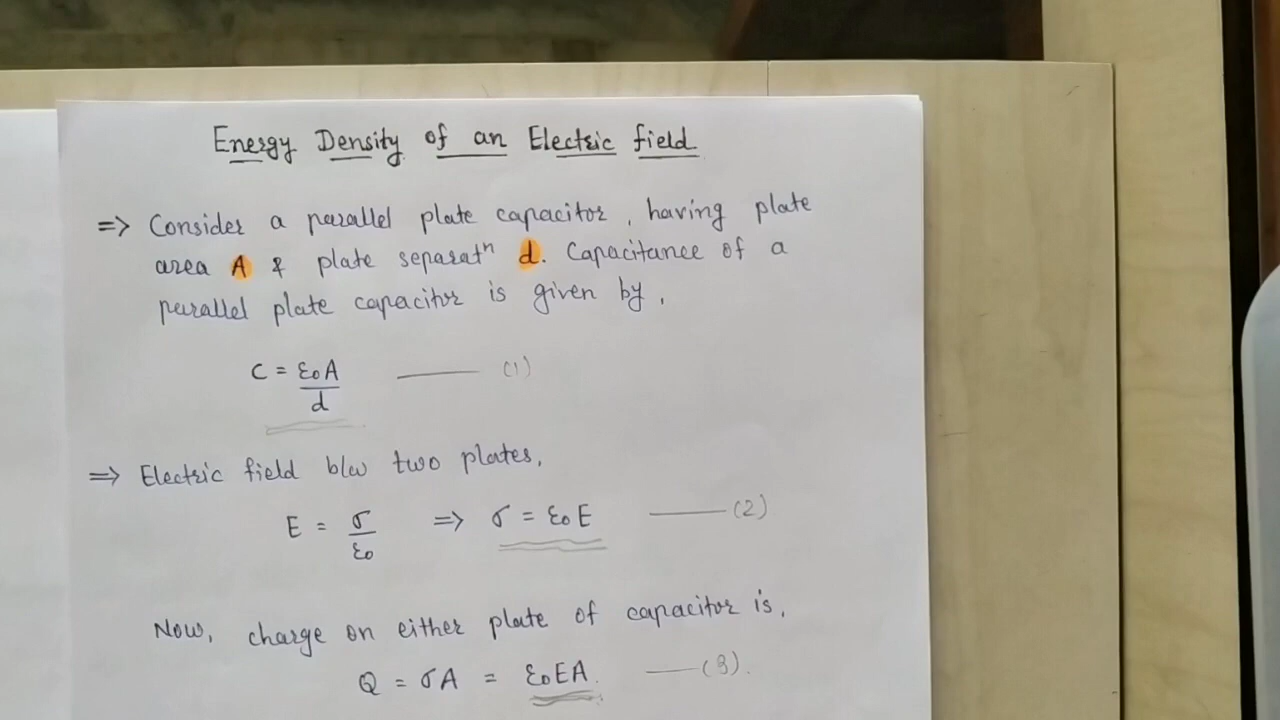 Energy Density of an Electric field
=> Consider a parallel plate capacitor, having plate
area A & plate separatⁿ d. Capacitance of a
parallel plate capacitor is given by,
C = ε₀A/d ——— (1)
=> Electric field b/w two plates,
E = σ/ε₀ => σ = ε₀E ——— (2)
Now, charge on either plate of capacitor is,
Q = σA = ε₀EA. ——— (3).